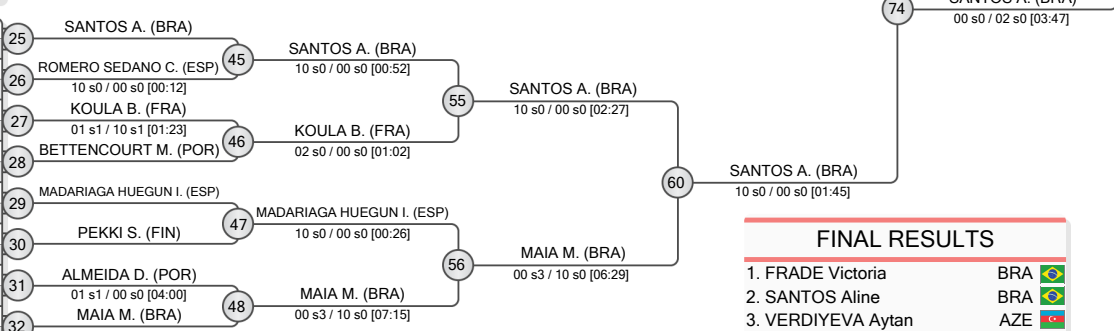 SANTOS A. (BRA)
74
00 s0 / 02 s0 [03:47]
25
SANTOS A. (BRA)
45
SANTOS A. (BRA)
10 s0 / 00 s0 [00:52]
26
ROMERO SEDANO C. (ESP)
10 s0 / 00 s0 [00:12]
55
SANTOS A. (BRA)
10 s0 / 00 s0 [02:27]
27
KOULA B. (FRA)
01 s1 / 10 s1 [01:23]
46
KOULA B. (FRA)
02 s0 / 00 s0 [01:02]
28
BETTENCOURT M. (POR)
60
SANTOS A. (BRA)
10 s0 / 00 s0 [01:45]
29
MADARIAGA HUEGUN I. (ESP)
47
MADARIAGA HUEGUN I. (ESP)
10 s0 / 00 s0 [00:26]
30
PEKKI S. (FIN)
56
MAIA M. (BRA)
00 s3 / 10 s0 [06:29]
31
ALMEIDA D. (POR)
01 s1 / 00 s0 [04:00]
48
MAIA M. (BRA)
00 s3 / 10 s0 [07:15]
32
MAIA M. (BRA)
FINAL RESULTS
1. FRADE Victoria BRA
2. SANTOS Aline BRA
3. VERDIYEVA Aytan AZE